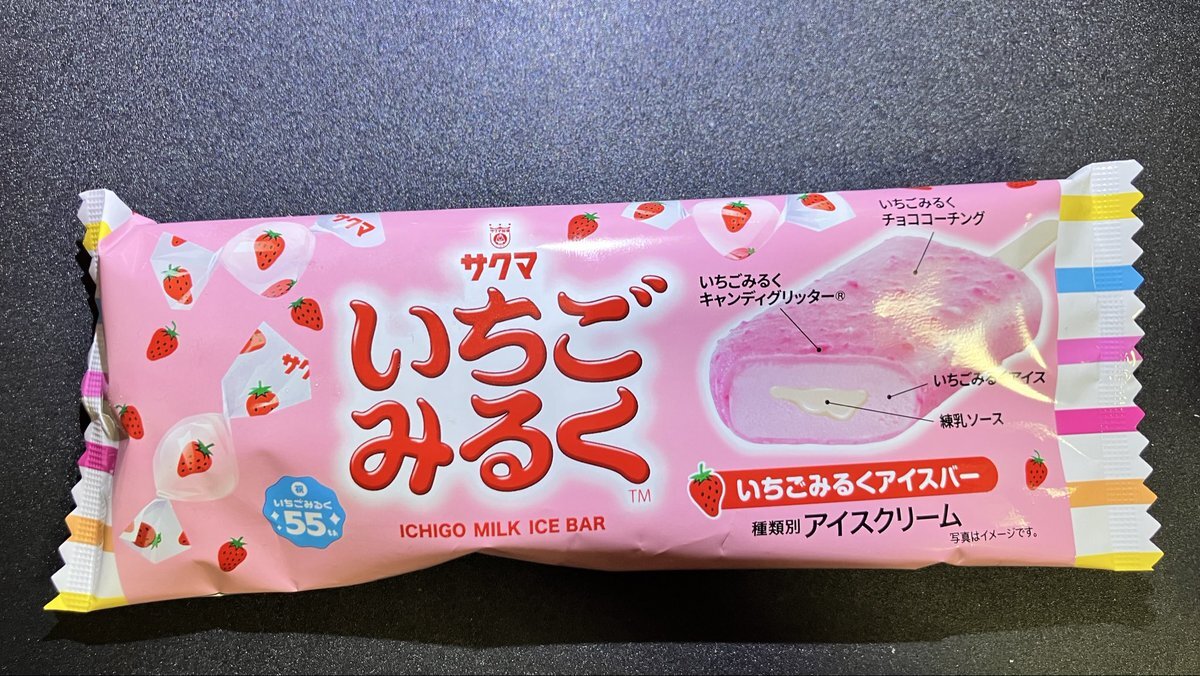 サクマ
サクマ
いちご
みるく
TM
ICHIGO MILK ICE BAR
祝
いちごみるく
55th
サク
いちごみるく
チョココーチング
いちごみるく
キャンディグリッター®
いちごみるくアイス
練乳ソース
いちごみるくアイスバー
種類別 アイスクリーム
写真はイメージです。